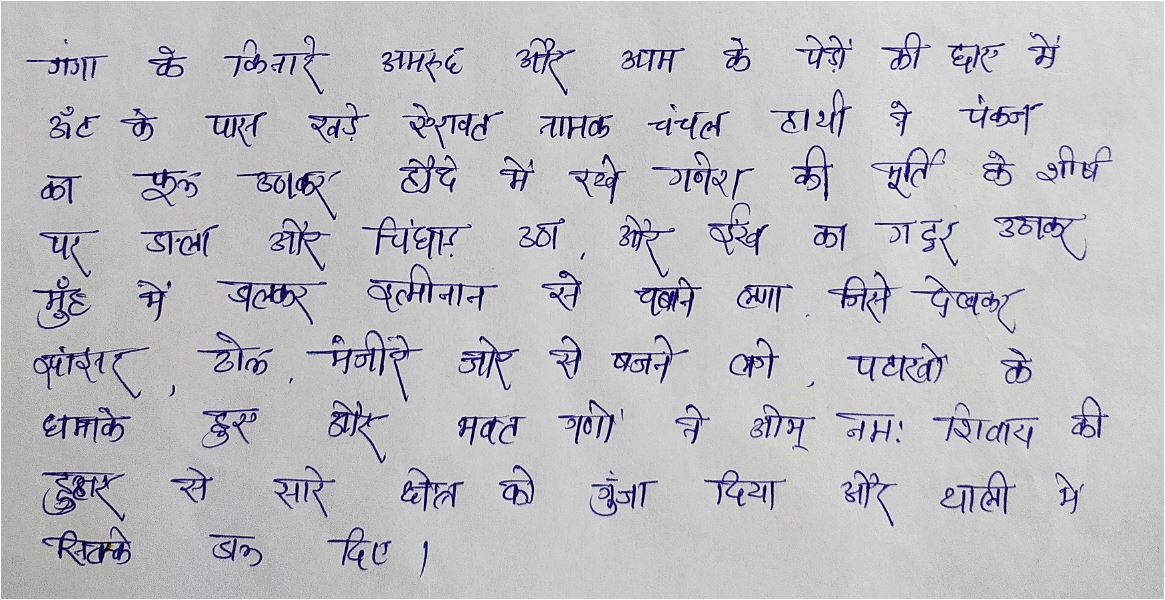 गंगा के किनारे अमरुद और आम के पेड़ों की छाए में
ऊँट के पास खड़े ऐरावत नामक चंचल हाथी ने पंकज
का फूल उठाकर हौदे में रखे गणेश की मूर्ति के शीर्ष
पर डाला और चिंघाड़ उठा, और ईख का गट्ठर उठाकर
मुँह में डालकर इत्मीनान से चबाने लगा, जिसे देखकर
झांझर, ढोल, मंजीरे जोर से बजने लगे, पटाखों के
धमाके हुए और भक्त गणों ने ओम् नमः शिवाय की
हुंकार से सारे क्षेत्र को गुंजा दिया और थाली में
सिक्के डाल दिए।